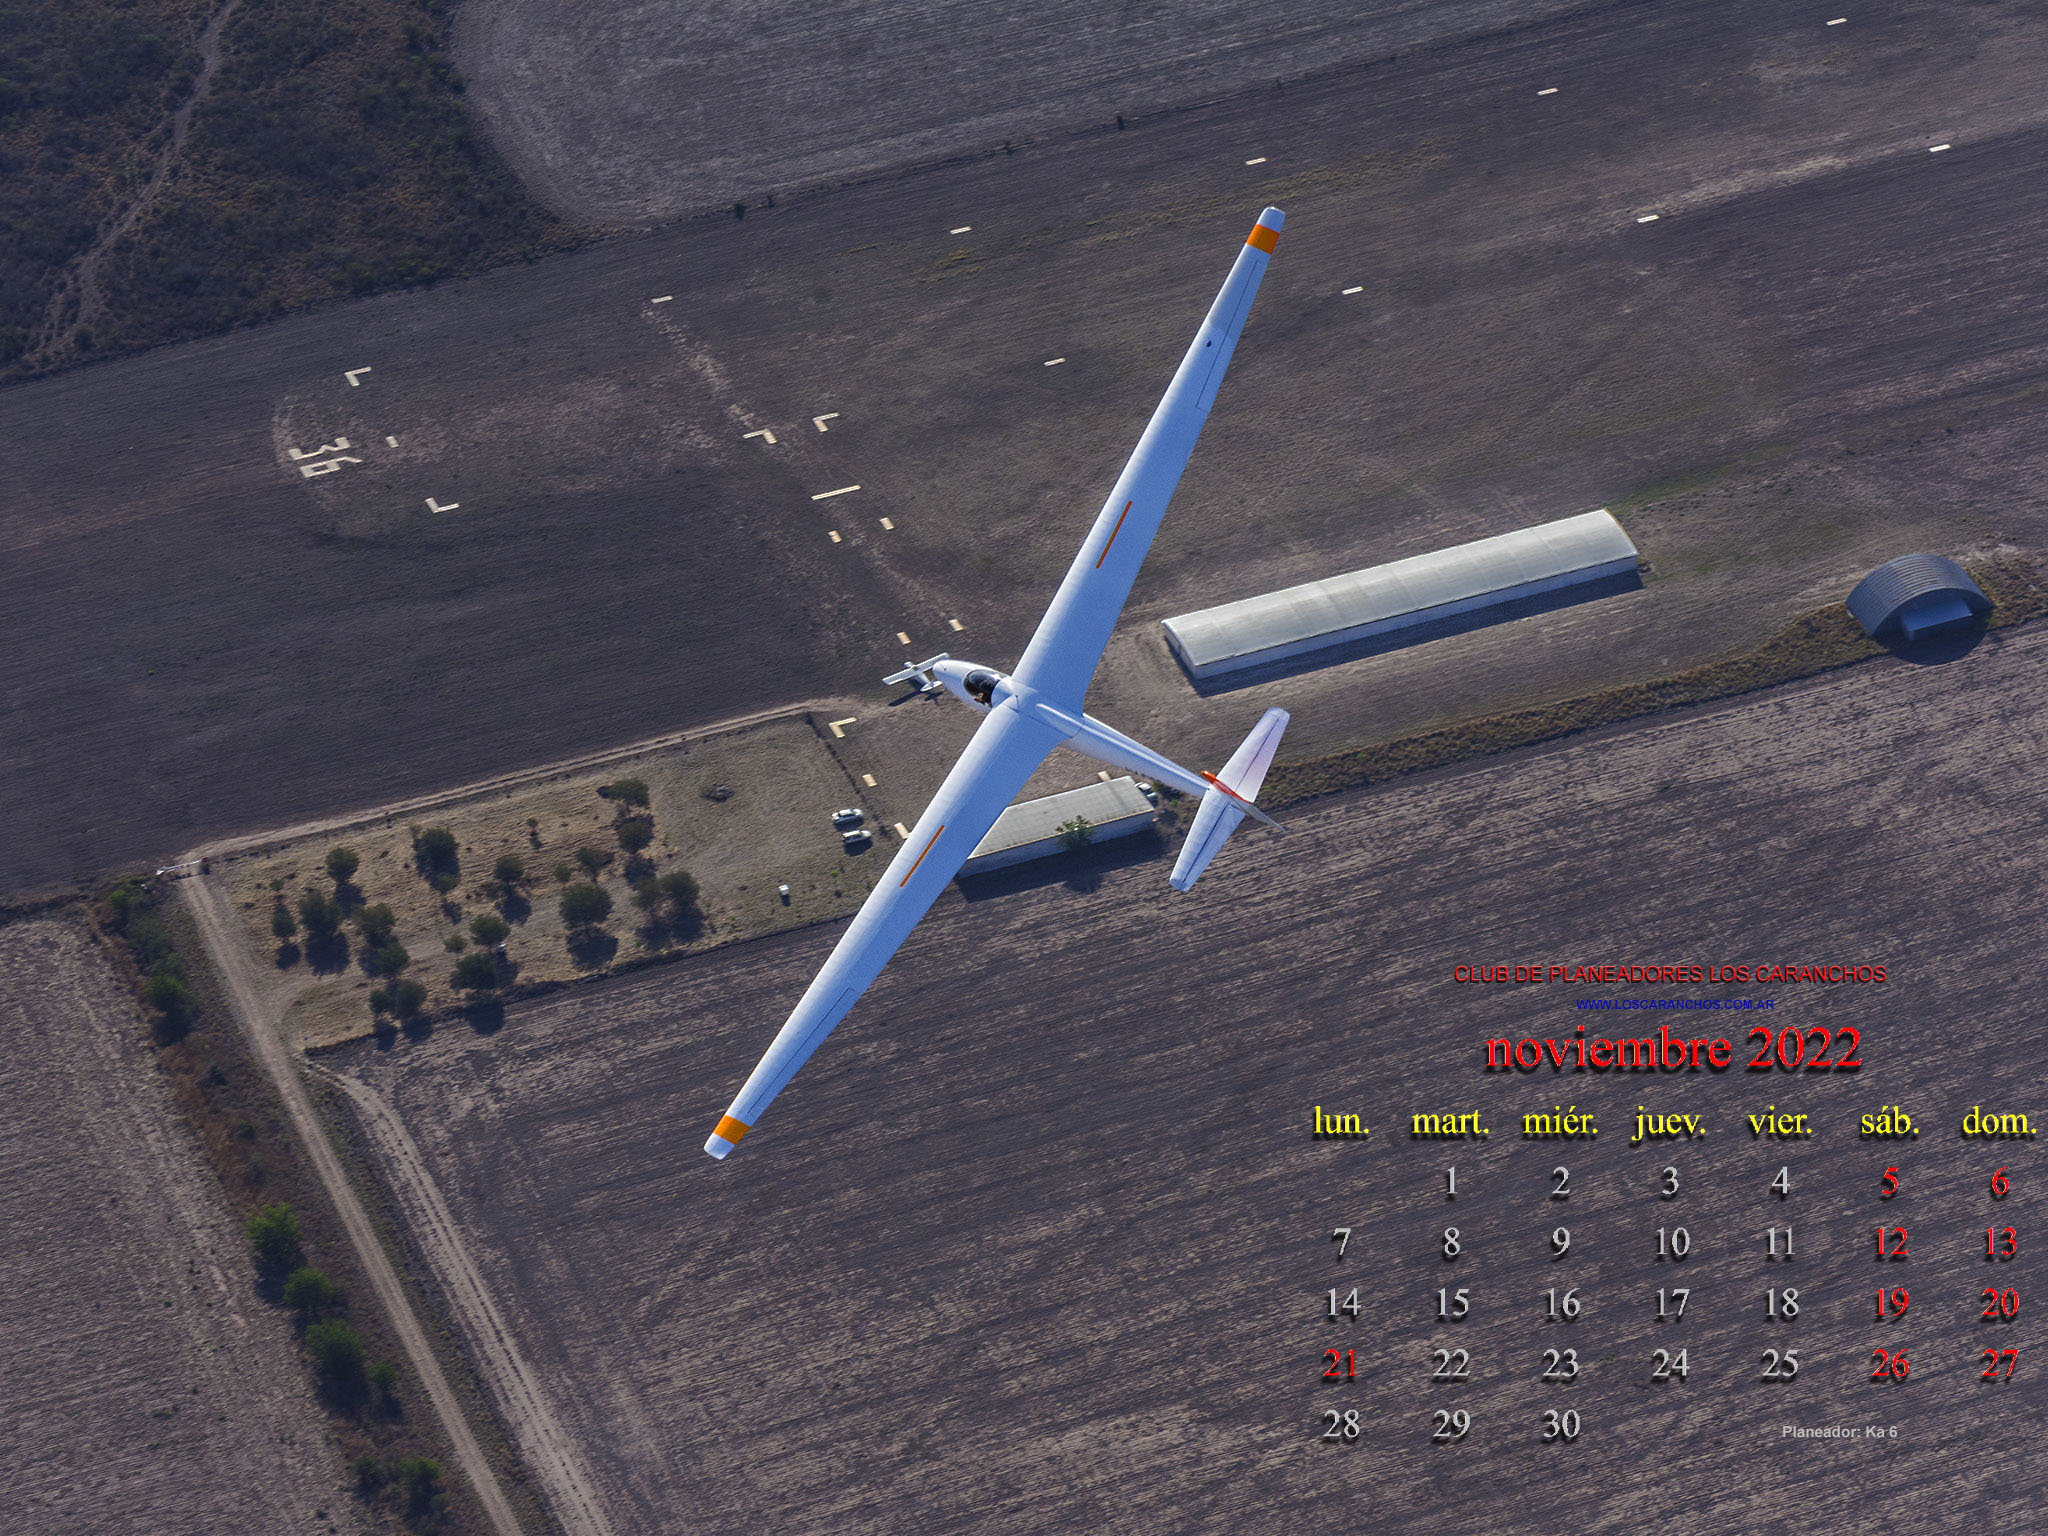 CLUB DE PLANEADORES LOS CARANCHOS
WWW.LOSCARANCHOS.COM.AR
noviembre 2022
lun. mart. miér. juev. vier. sáb. dom.
1 2 3 4 5 6
7 8 9 10 11 12 13
14 15 16 17 18 19 20
21 22 23 24 25 26 27
28 29 30
Planeador: Ka 6